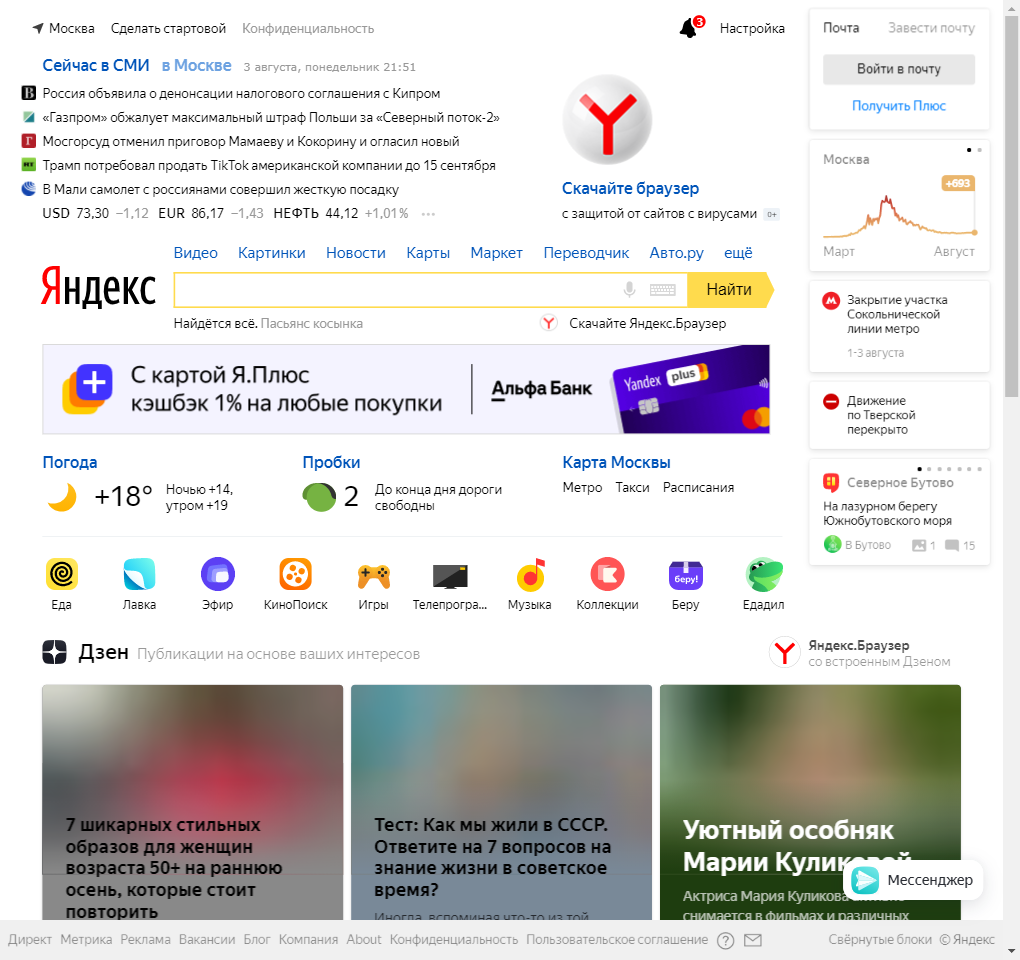 Москва Сделать стартовой Конфиденциальность
3 Настройка
Сейчас в СМИ в Москве 3 августа, понедельник 21:51
Россия объявила о денонсации налогового соглашения с Кипром
«Газпром» обжалует максимальный штраф Польши за «Северный поток-2»
Мосгорсуд отменил приговор Мамаеву и Кокорину и огласил новый
Трамп потребовал продать TikTok американской компании до 15 сентября
В Мали самолет с россиянами совершил жесткую посадку
USD 73,30 −1,12 EUR 86,17 −1,43 НЕФТЬ 44,12 +1,01% •••
Скачайте браузер
с защитой от сайтов с вирусами 0+
Почта Завести почту
Войти в почту
Получить Плюс
Москва
+693
Март Август
Закрытие участка
Сокольнической
линии метро
1-3 августа
Движение
по Тверской
перекрыто
Северное Бутово
На лазурном берегу
Южнобутовского моря
В Бутово 1 15
Видео Картинки Новости Карты Маркет Переводчик Авто.ру ещё
Яндекс
Найти
Найдётся всё. Пасьянс косынка
Скачайте Яндекс.Браузер
С картой Я.Плюс
кэшбэк 1% на любые покупки
Альфа Банк
Yandex plus
Погода
+18°
Ночью +14,
утром +19
Пробки
2
До конца дня дороги
свободны
Карта Москвы
Метро Такси Расписания
беру!
Еда Лавка Эфир КиноПоиск Игры Телепрогра... Музыка Коллекции Беру Едадил
Дзен Публикации на основе ваших интересов
Яндекс.Браузер
со встроенным Дзеном
7 шикарных стильных
образов для женщин
возраста 50+ на раннюю
осень, которые стоит
повторить
Тест: Как мы жили в СССР.
Ответите на 7 вопросов на
знание жизни в советское
время?
Иногда, вспоминая что-то из той
Уютный особняк
Марии Куликовой
Актриса Мария Куликова
снимается в фильмах и различных
Мессенджер
Директ Метрика Реклама Вакансии Блог Компания About Конфиденциальность Пользовательское соглашение ? Свёрнутые блоки © Яндекс